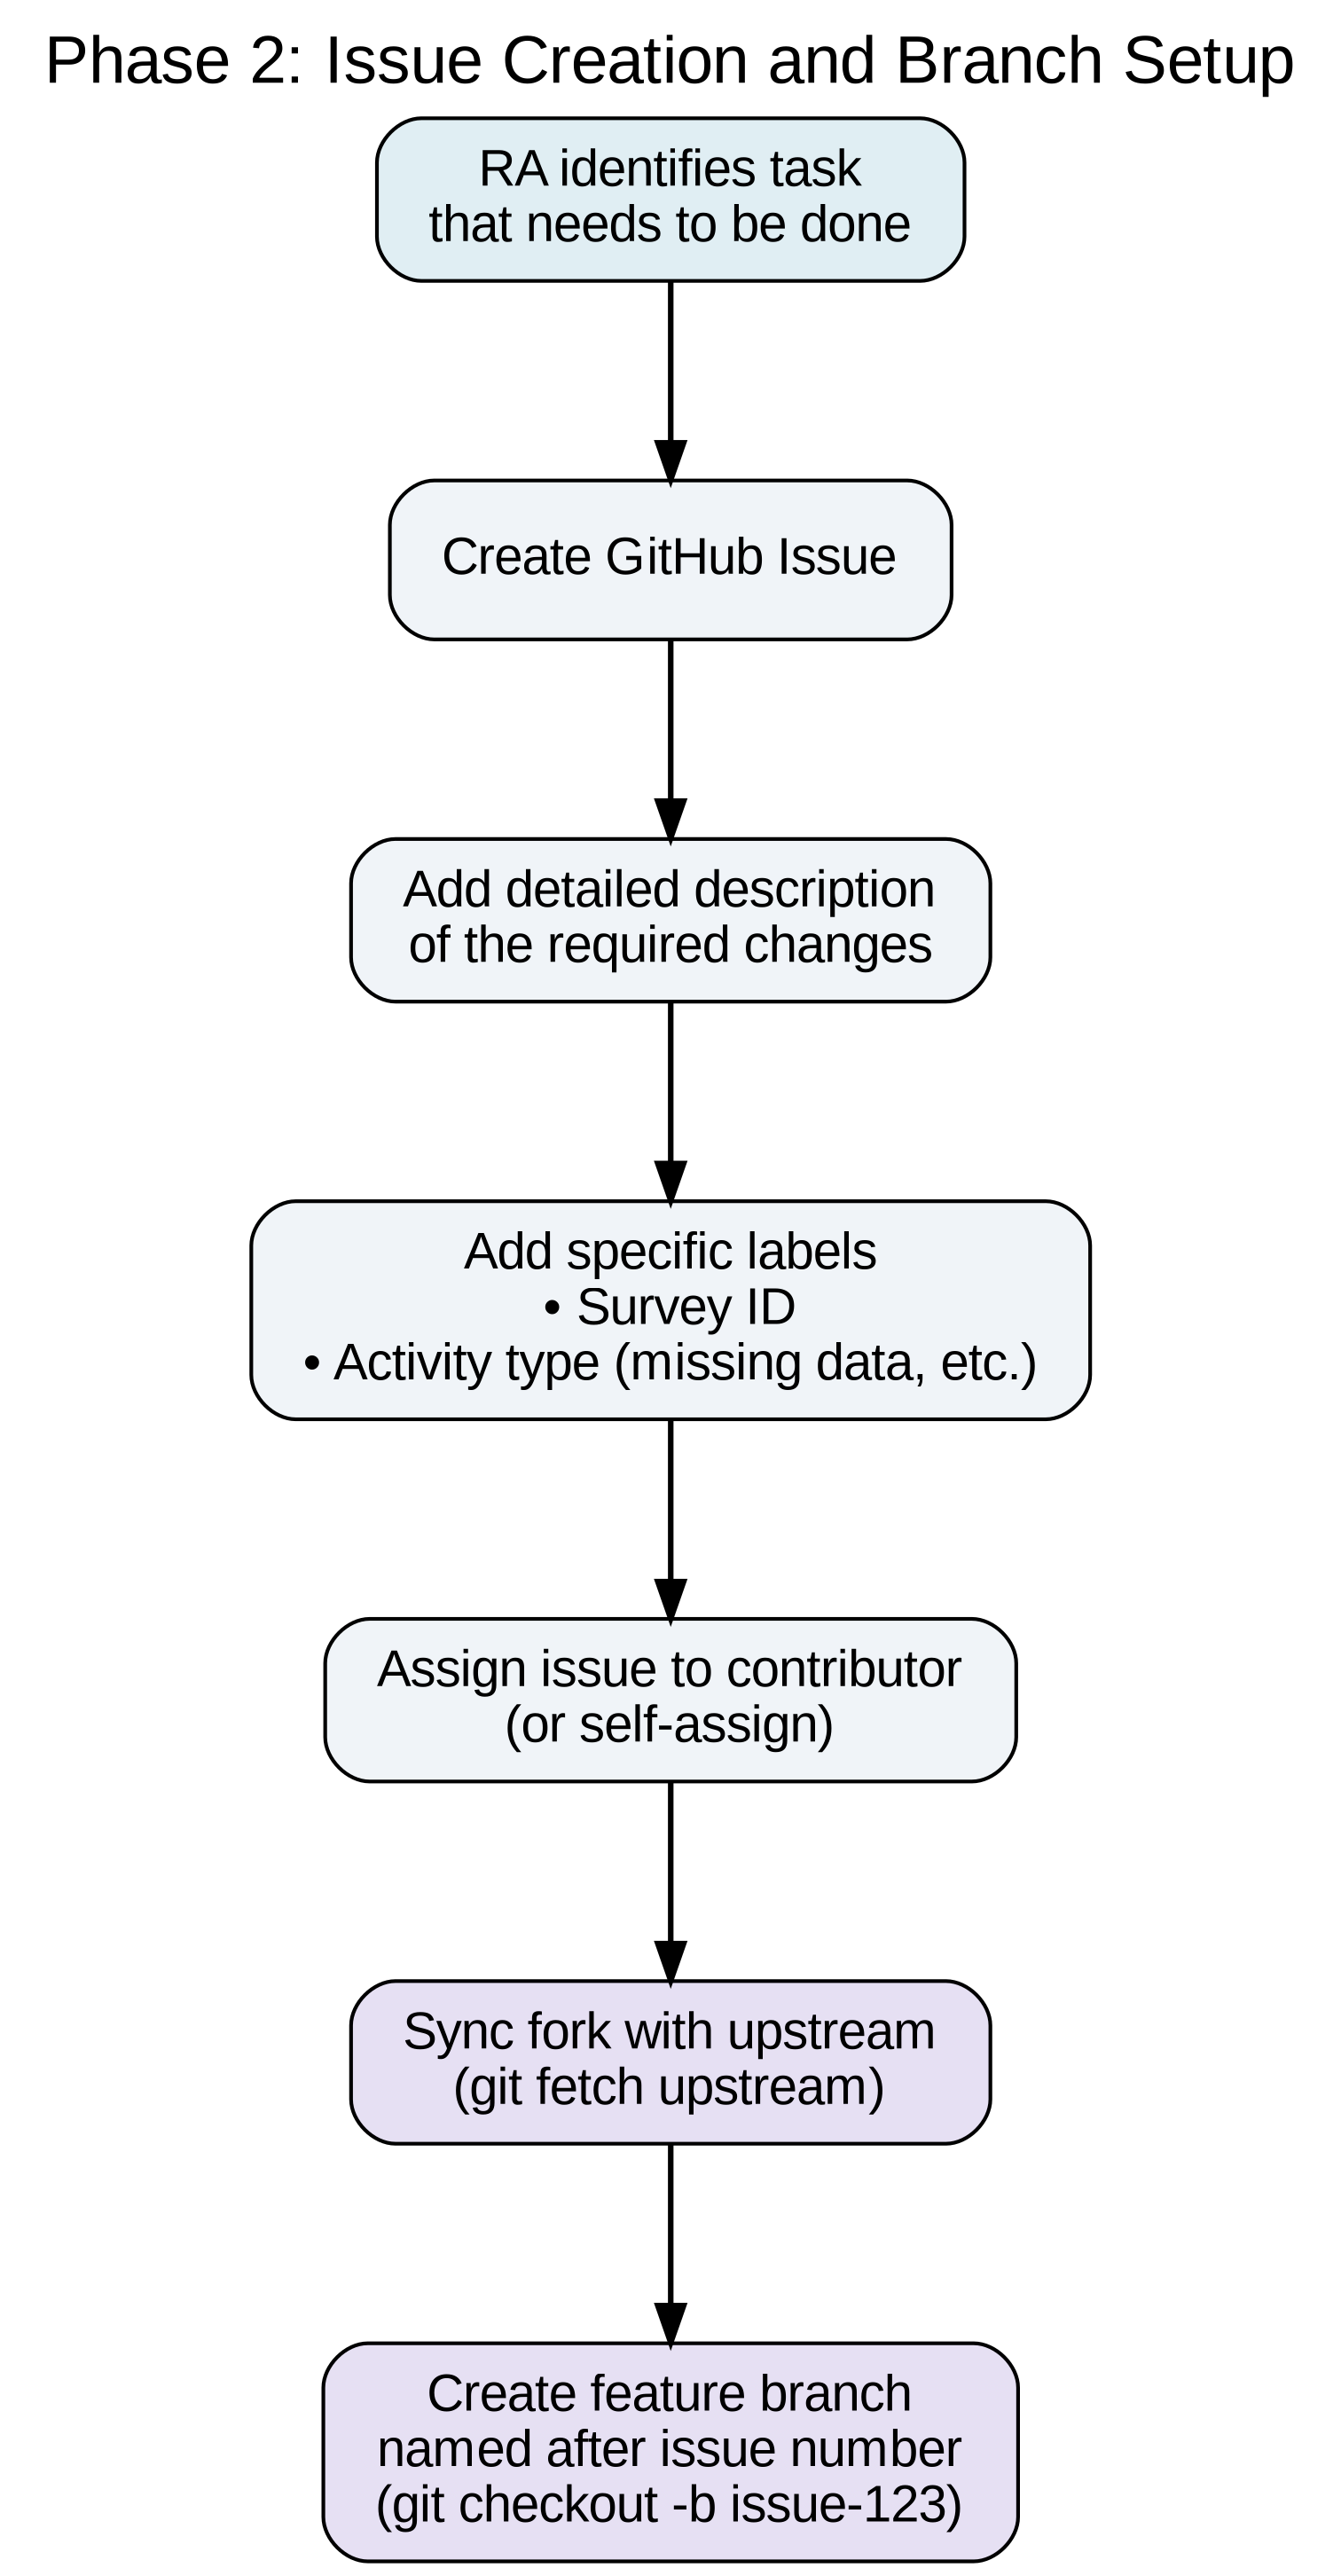 Phase 2: Issue Creation and Branch Setup
RA identifies task
that needs to be done
Create GitHub Issue
Add detailed description
of the required changes
Add specific labels
• Survey ID
• Activity type (missing data, etc.)
Assign issue to contributor
(or self-assign)
Sync fork with upstream
(git fetch upstream)
Create feature branch
named after issue number
(git checkout -b issue-123)